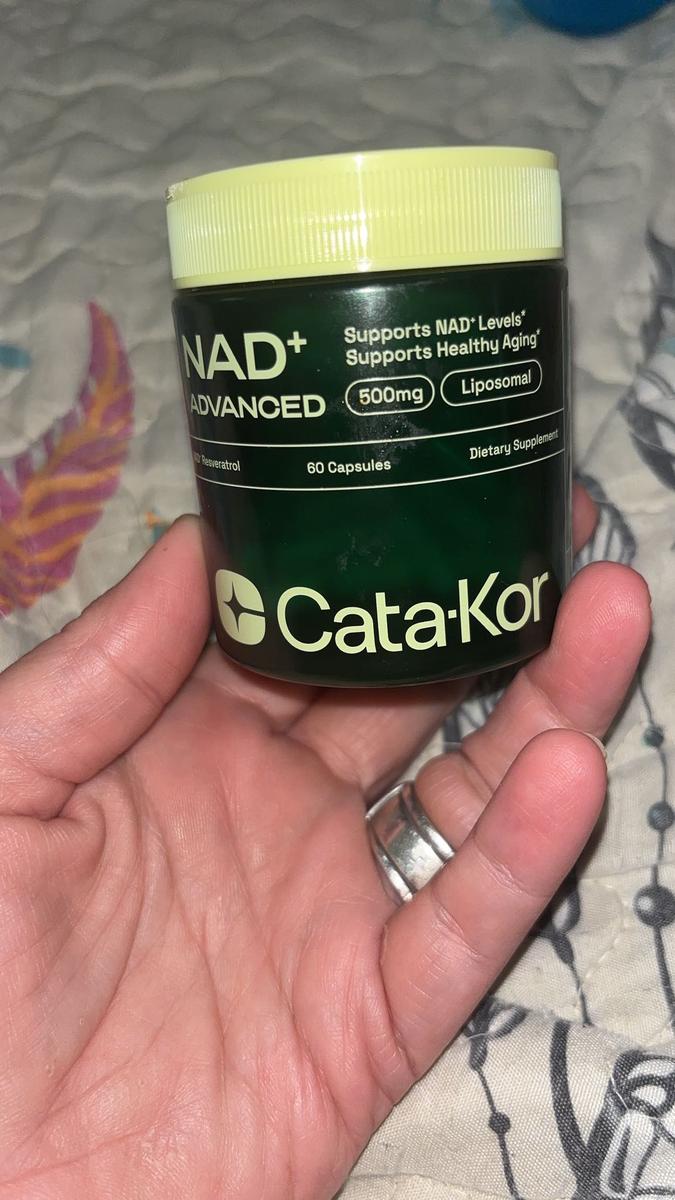 NAD+
ADVANCED
Supports NAD+ Levels*
Supports Healthy Aging*
500mg
Liposomal
Resveratrol
60 Capsules
Dietary Supplement
Cata-Kor